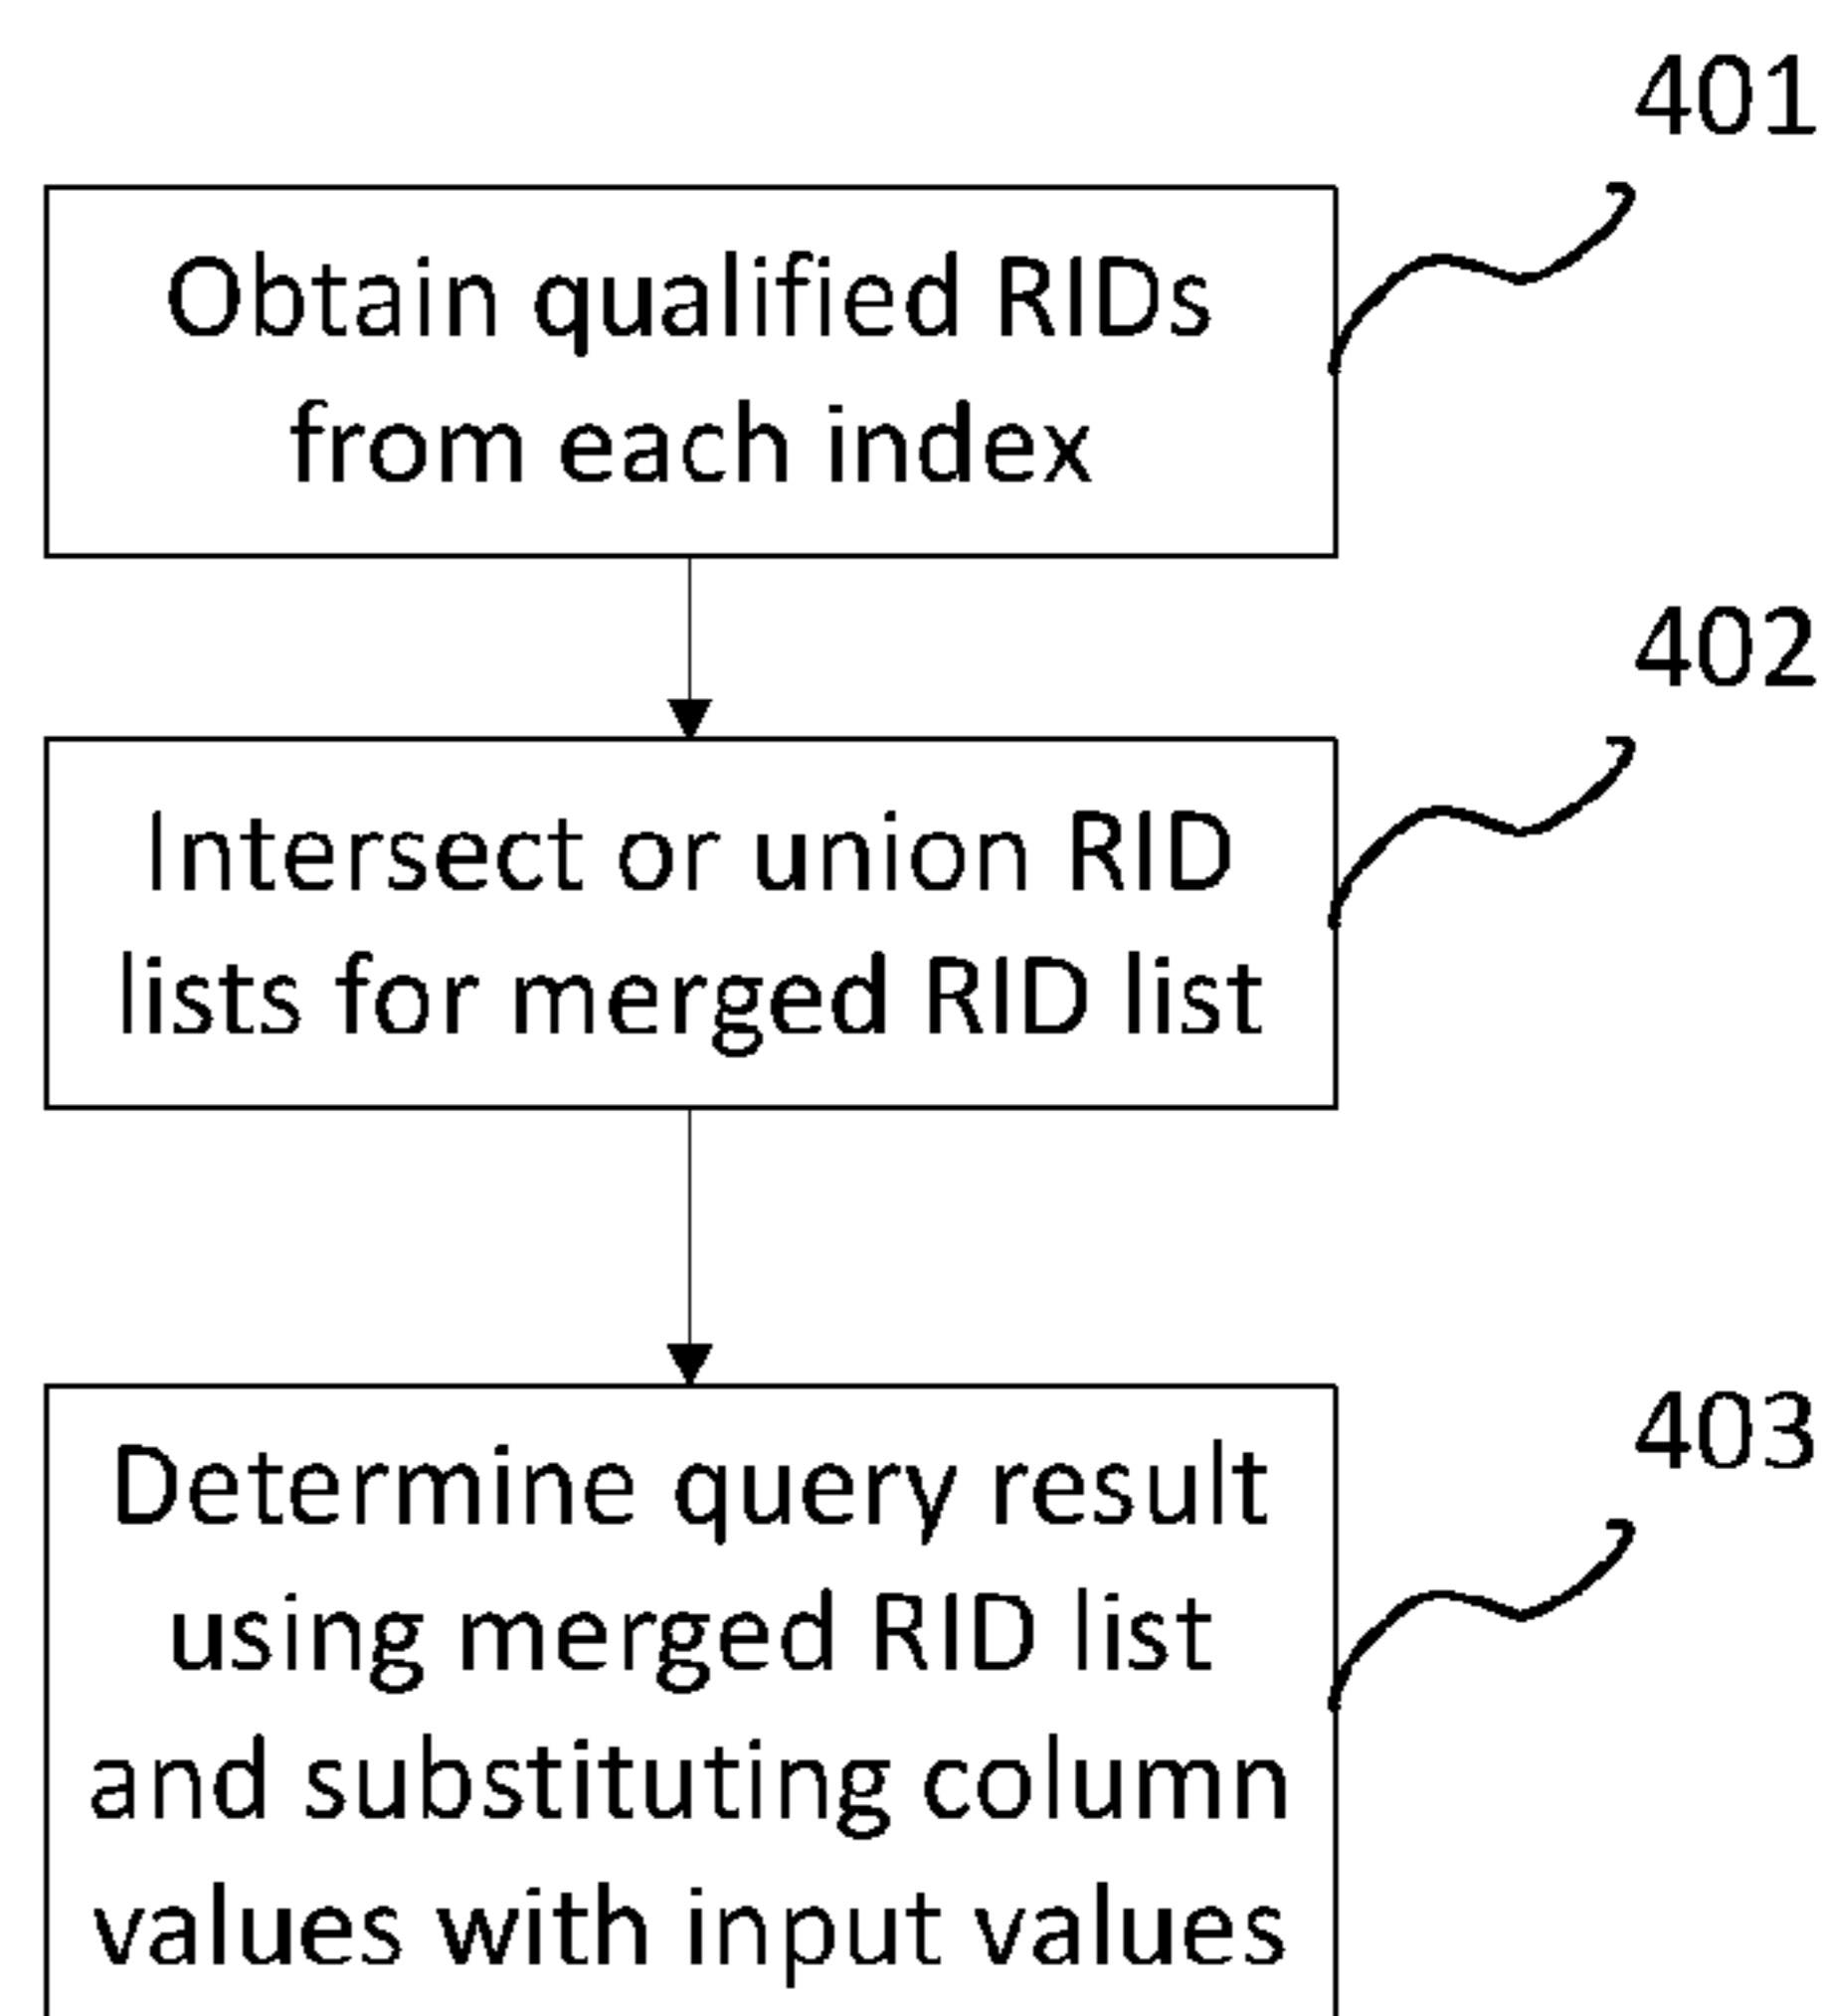 401
Obtain qualified RIDs
from each index
402
Intersect or union RID
lists for merged RID list
403
Determine query result
using merged RID list
and substituting column
values with input values